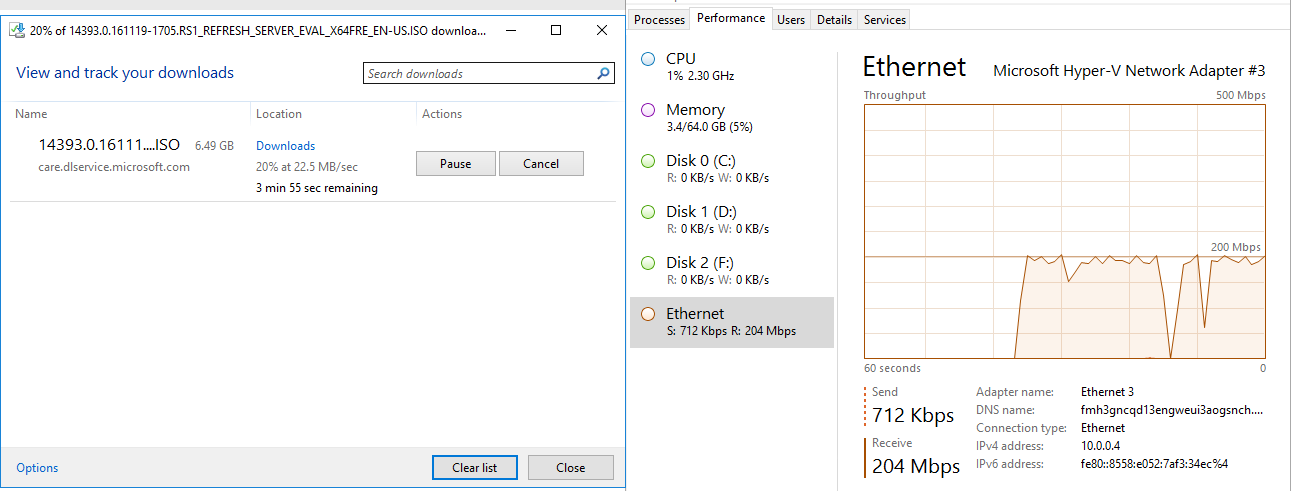 20% of 14393.0.161119-1705.RS1_REFRESH_SERVER_EVAL_X64FRE_EN-US.ISO downloa...
View and track your downloads
Search downloads
Name Location Actions
14393.0.16111....ISO 6.49 GB Downloads
care.dlservice.microsoft.com 20% at 22.5 MB/sec
3 min 55 sec remaining
Pause Cancel
Options Clear list Close
Processes Performance Users Details Services
CPU
1% 2.30 GHz
Memory
3.4/64.0 GB (5%)
Disk 0 (C:)
R: 0 KB/s W: 0 KB/s
Disk 1 (D:)
R: 0 KB/s W: 0 KB/s
Disk 2 (F:)
R: 0 KB/s W: 0 KB/s
Ethernet
S: 712 Kbps R: 204 Mbps
Ethernet Microsoft Hyper-V Network Adapter #3
Throughput 500 Mbps
200 Mbps
60 seconds 0
Send
712 Kbps
Receive
204 Mbps
Adapter name: Ethernet 3
DNS name: fmh3gncqd13engweui3aogsnch....
Connection type: Ethernet
IPv4 address: 10.0.0.4
IPv6 address: fe80::8558:e052:7af3:34ec%4